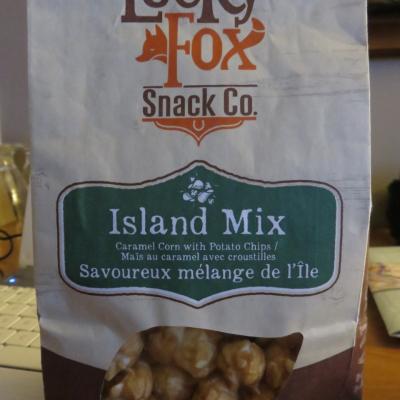 Lucky
Fox
Snack Co.
Island Mix
Caramel Corn with Potato Chips /
Maïs au caramel avec croustilles
Savoureux mélange de l'Île